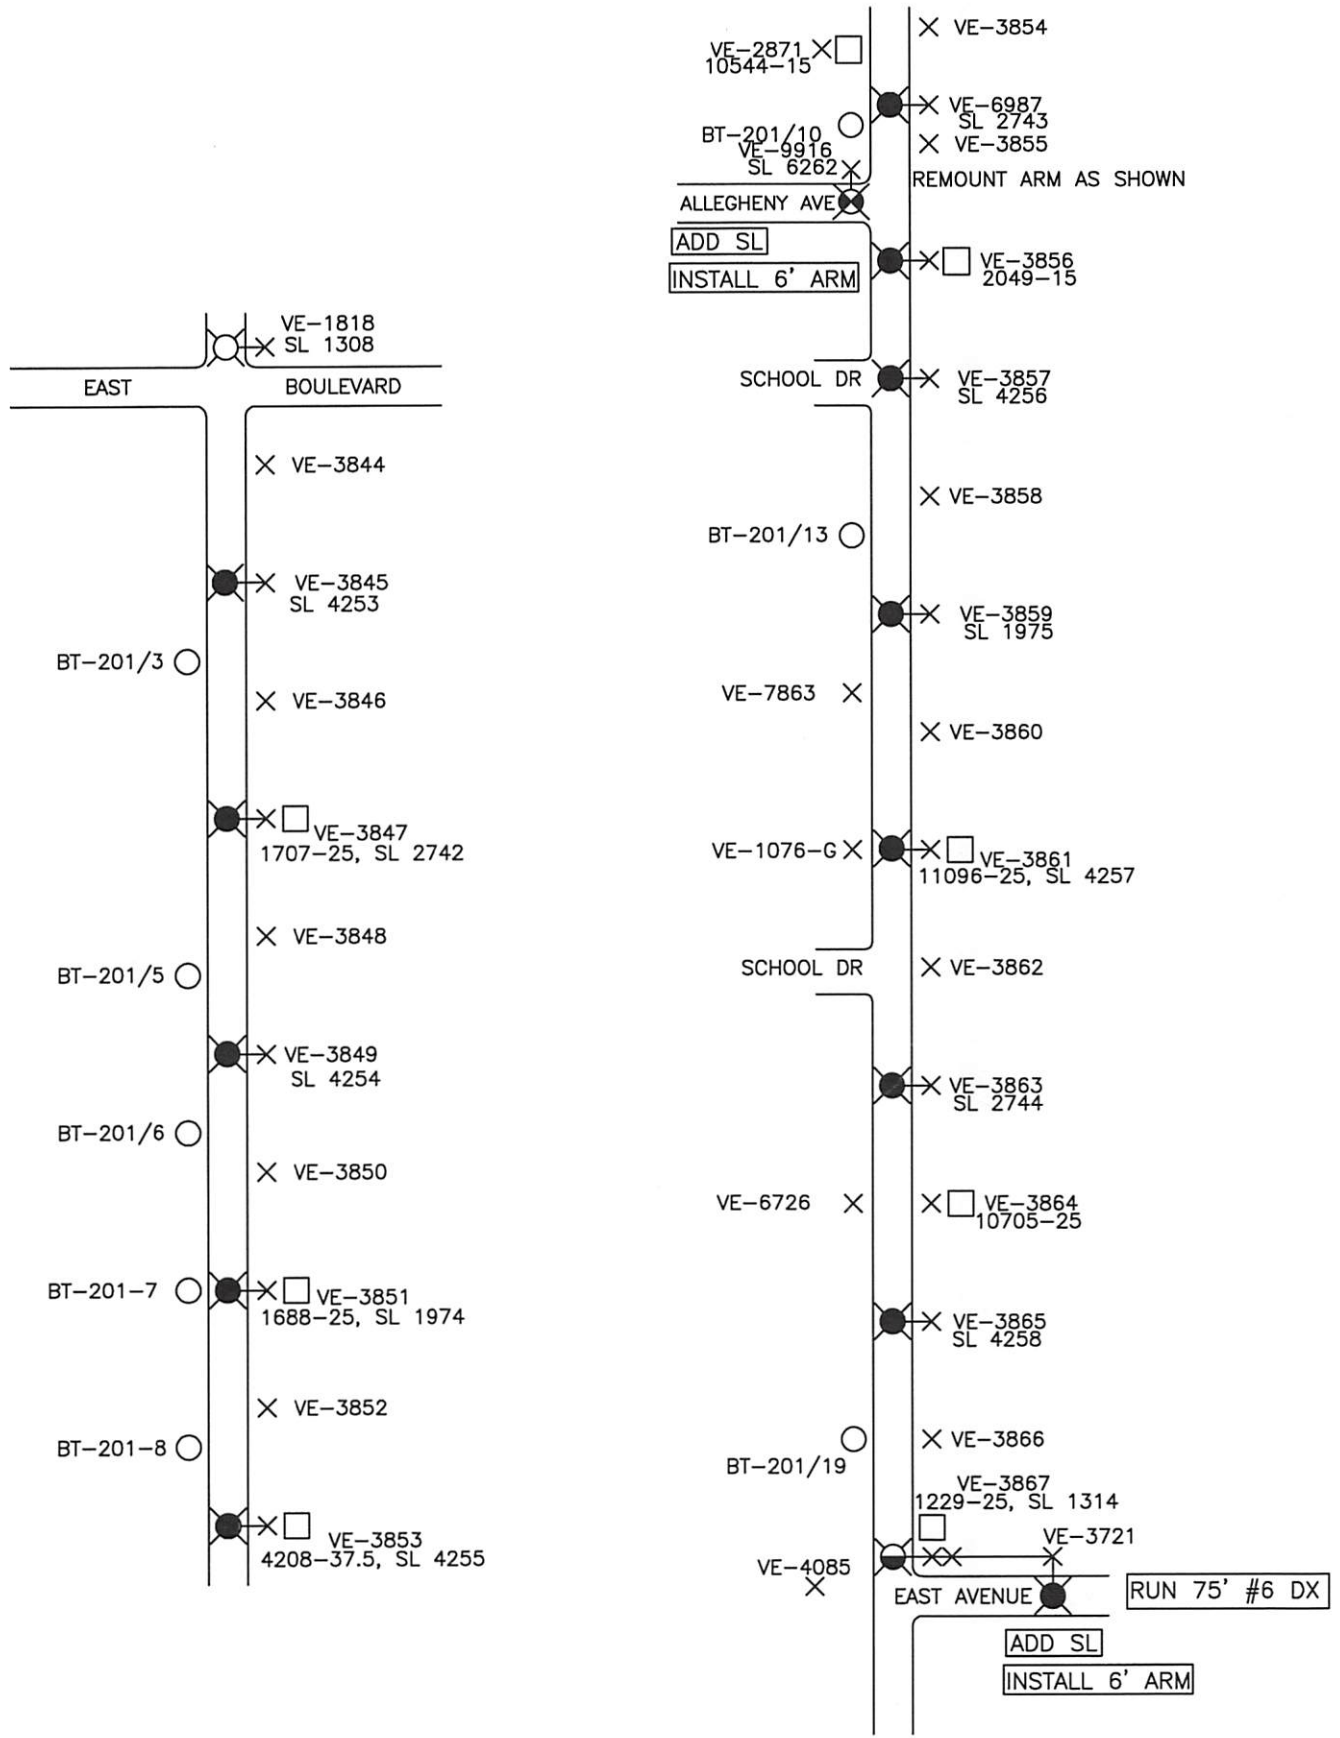 VE-1818
SL 1308
EAST BOULEVARD
VE-3844
VE-3845
SL 4253
BT-201/3
VE-3846
VE-3847
1707-25, SL 2742
VE-3848
BT-201/5
VE-3849
SL 4254
BT-201/6
VE-3850
BT-201-7
VE-3851
1688-25, SL 1974
VE-3852
BT-201-8
VE-3853
4208-37.5, SL 4255
VE-3854
VE-2871
10544-15
VE-6987
SL 2743
BT-201/10
VE-3855
VE-9916
SL 6262
REMOUNT ARM AS SHOWN
ALLEGHENY AVE
ADD SL
INSTALL 6' ARM
VE-3856
2049-15
SCHOOL DR
VE-3857
SL 4256
VE-3858
BT-201/13
VE-3859
SL 1975
VE-7863
VE-3860
VE-1076-G
VE-3861
11096-25, SL 4257
SCHOOL DR
VE-3862
VE-3863
SL 2744
VE-6726
VE-3864
10705-25
VE-3865
SL 4258
VE-3866
BT-201/19
VE-3867
1229-25, SL 1314
VE-3721
VE-4085
EAST AVENUE
RUN 75' #6 DX
ADD SL
INSTALL 6' ARM